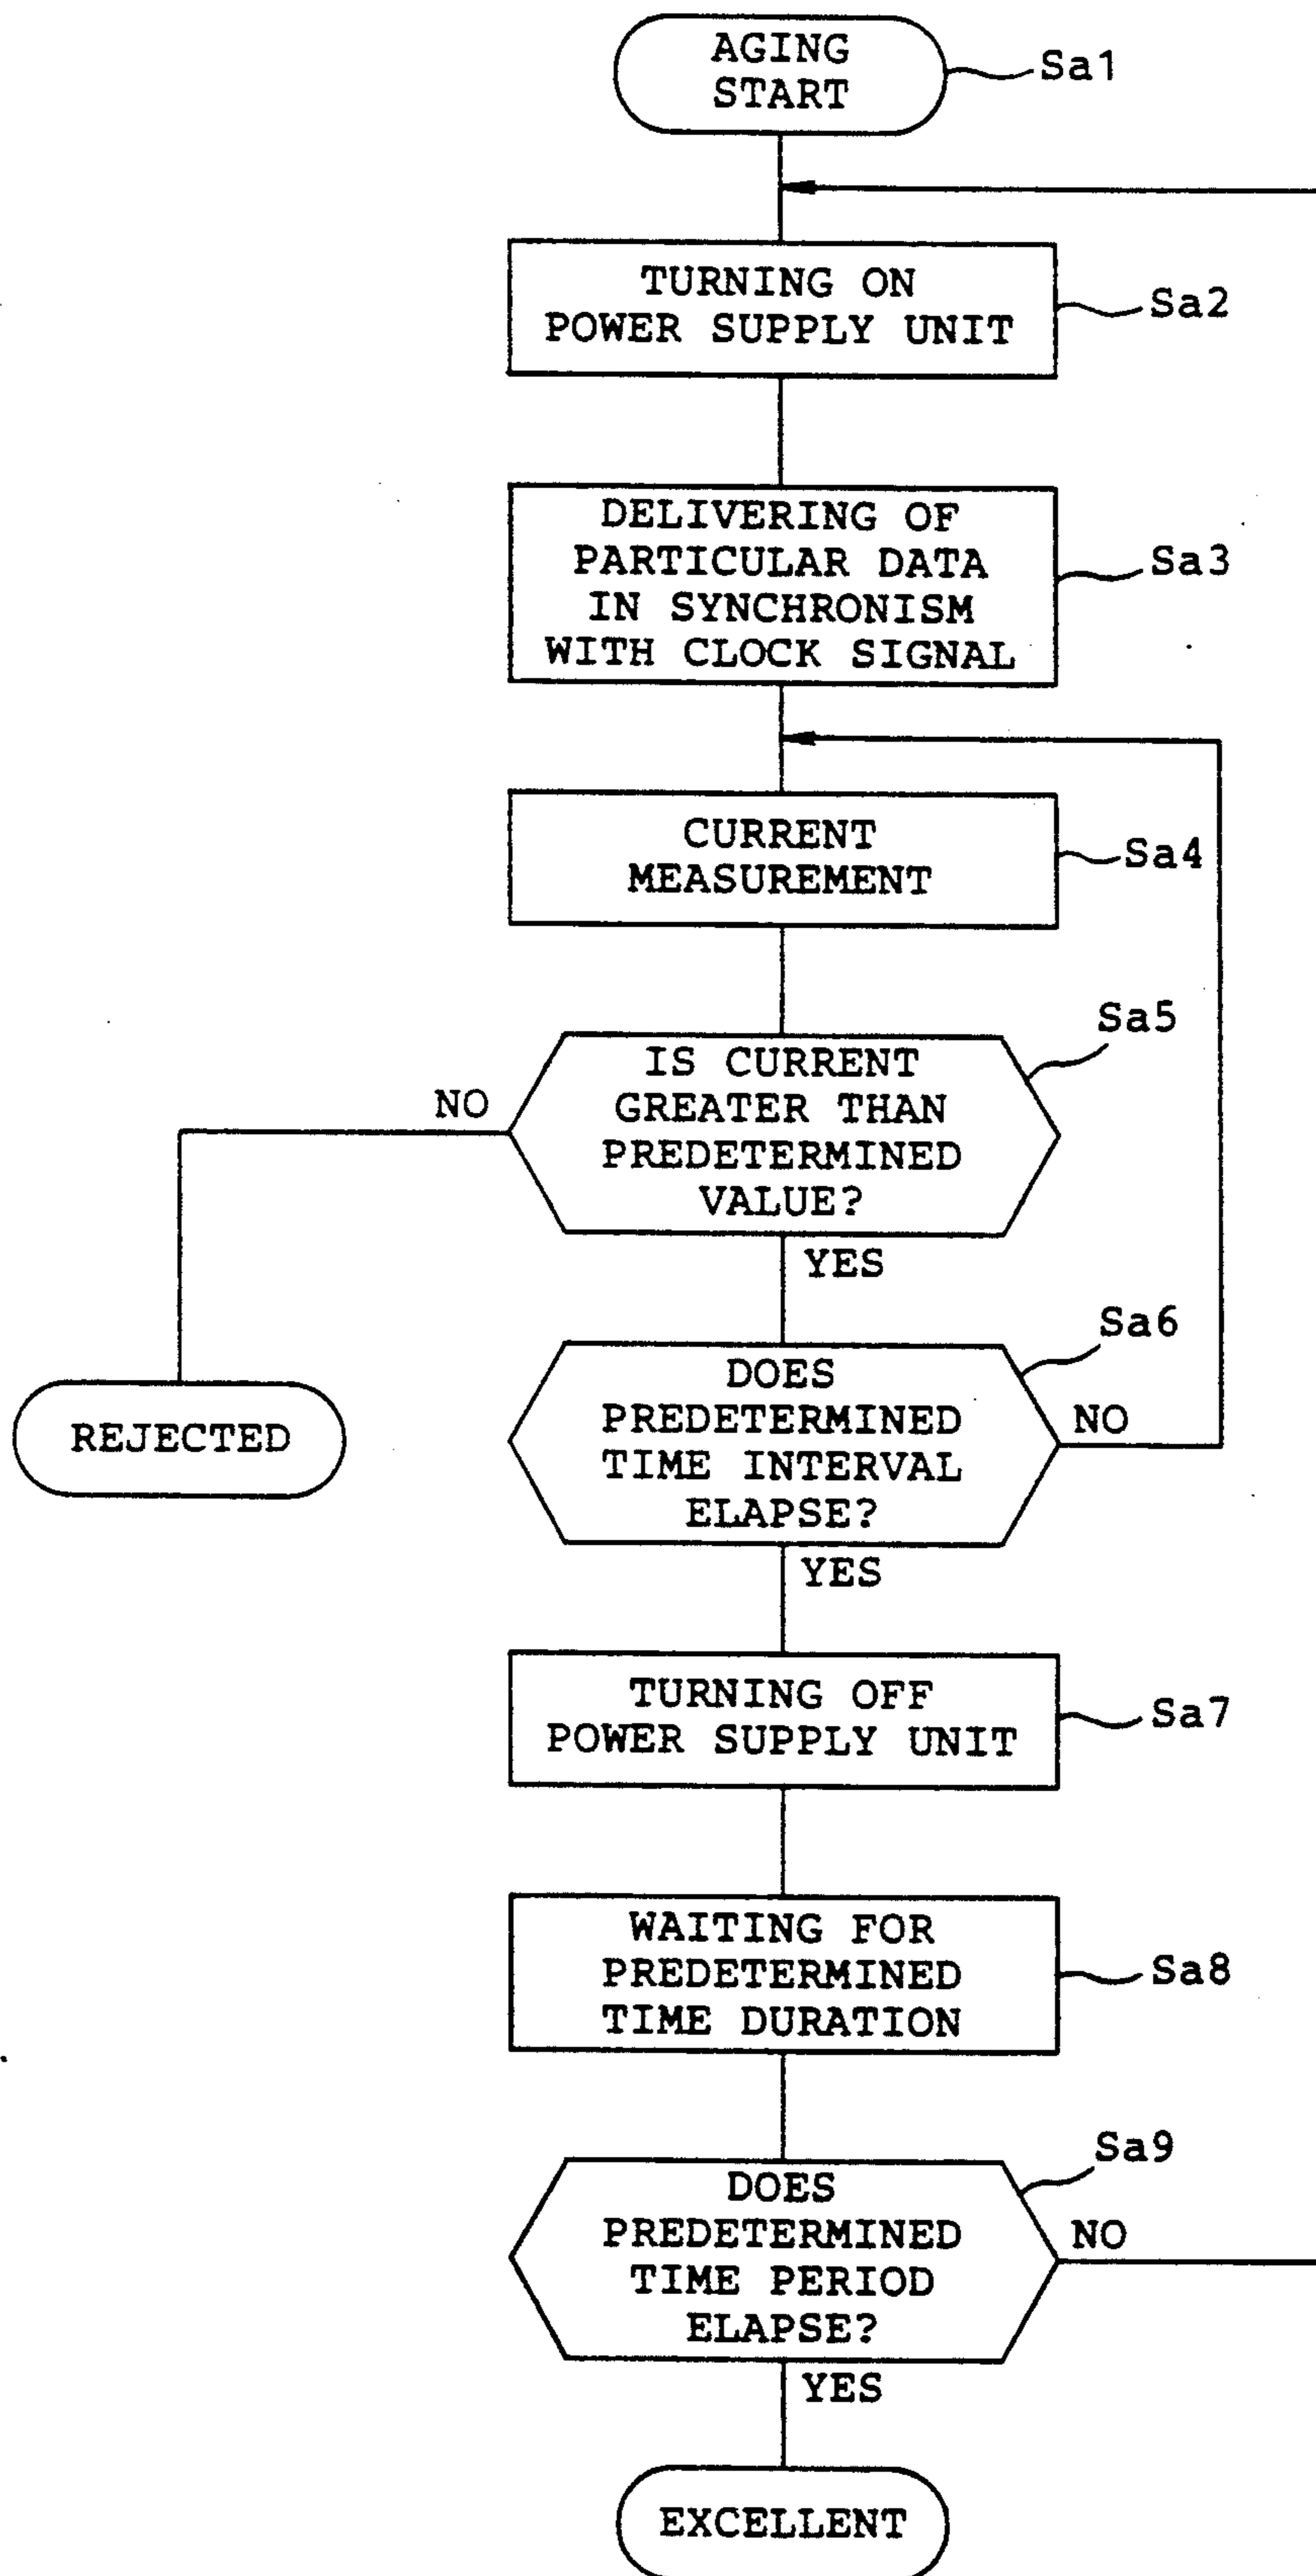 AGING
START
Sa1
TURNING ON
POWER SUPPLY UNIT
Sa2
DELIVERING OF
PARTICULAR DATA
IN SYNCHRONISM
WITH CLOCK SIGNAL
Sa3
CURRENT
MEASUREMENT
Sa4
Sa5
IS CURRENT
GREATER THAN
PREDETERMINED
VALUE?
NO
YES
Sa6
DOES
PREDETERMINED
TIME INTERVAL
ELAPSE?
NO
REJECTED
YES
TURNING OFF
POWER SUPPLY UNIT
Sa7
WAITING FOR
PREDETERMINED
TIME DURATION
Sa8
Sa9
DOES
PREDETERMINED
TIME PERIOD
ELAPSE?
NO
YES
EXCELLENT